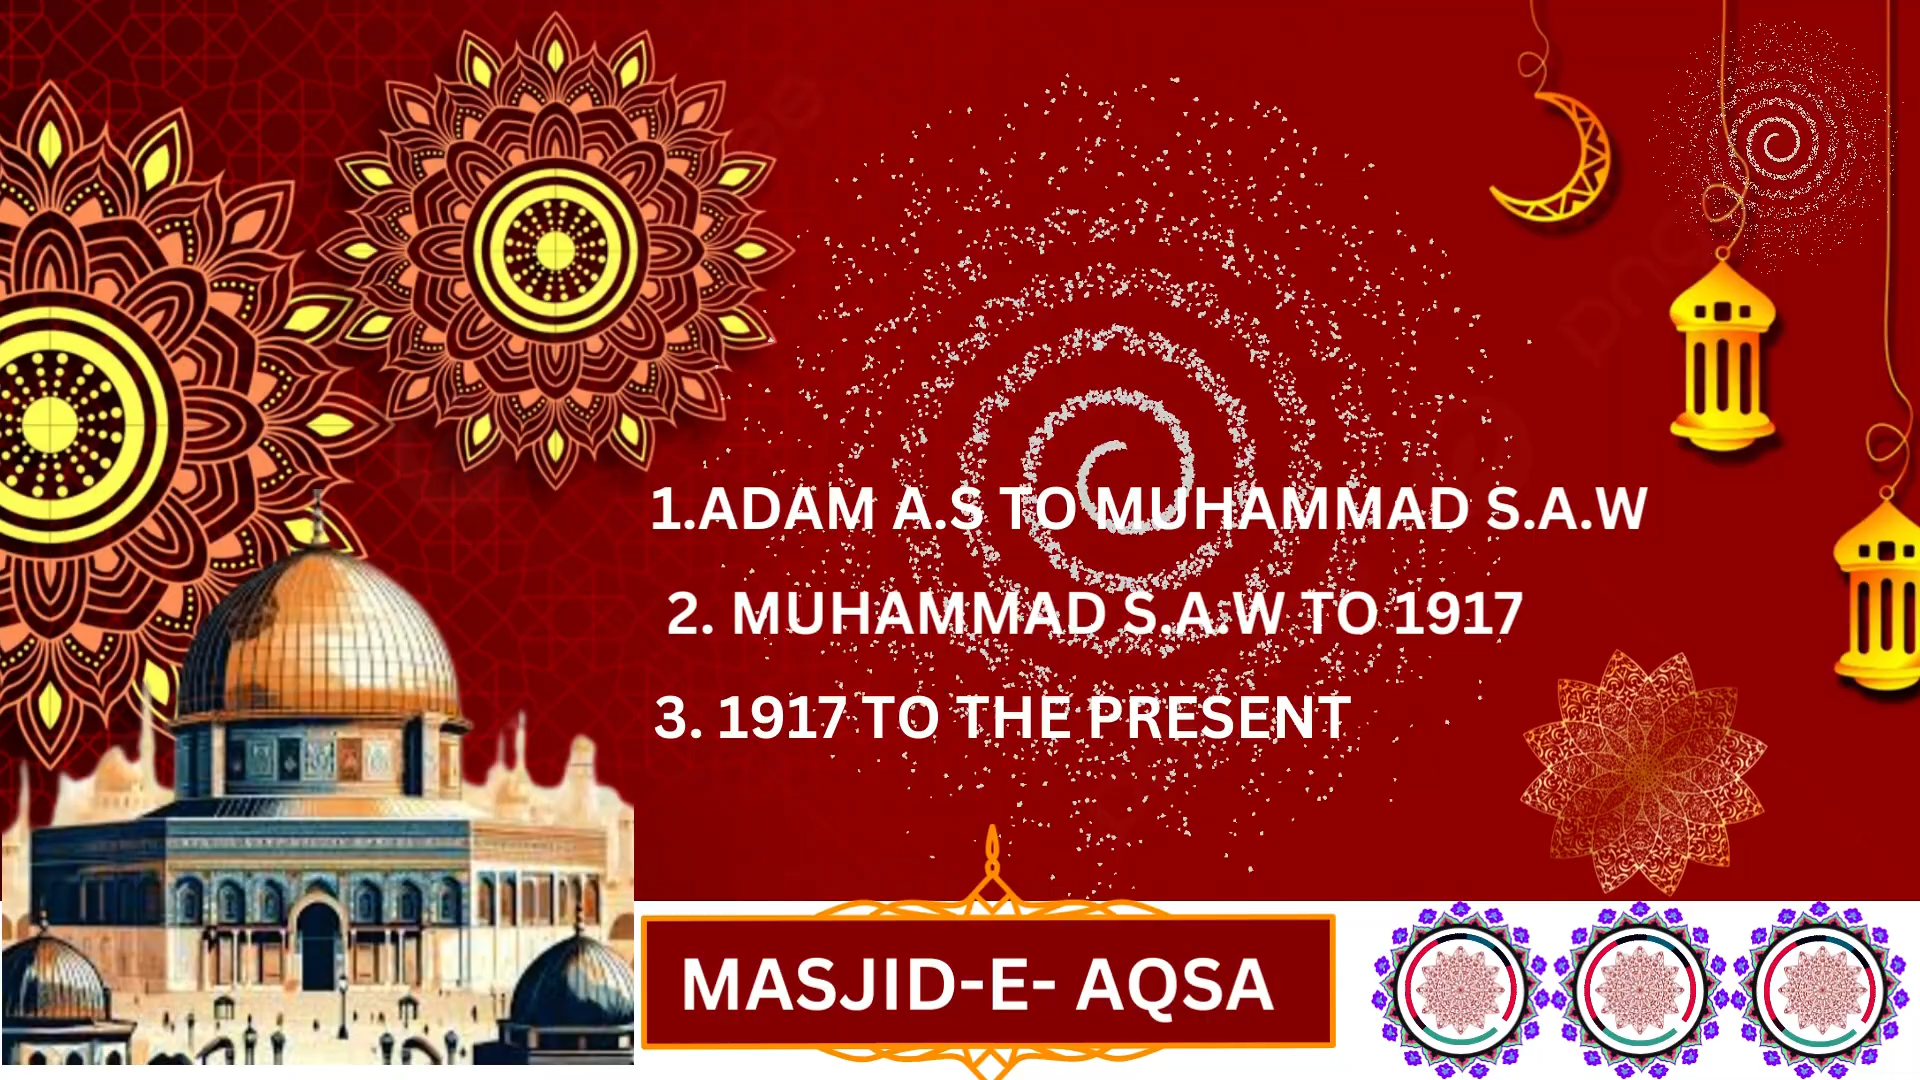 1.ADAM A.S TO MUHAMMAD S.A.W
2. MUHAMMAD S.A.W TO 1917
3. 1917 TO THE PRESENT
MASJID-E- AQSA